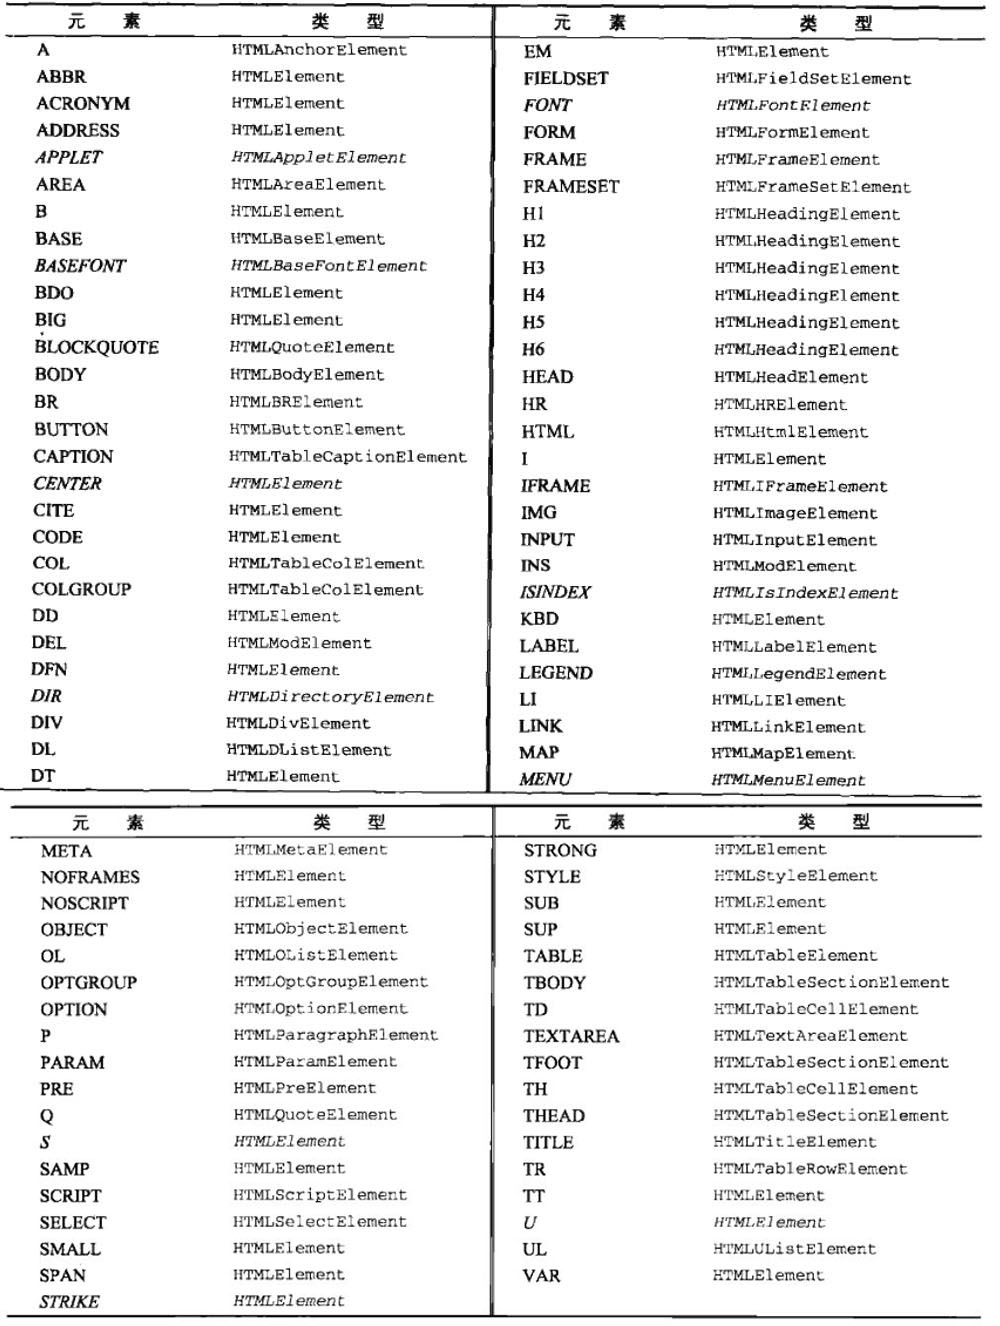 元 素 类 型
A HTMLAnchorElement
ABBR HTMLElement
ACRONYM HTMLElement
ADDRESS HTMLElement
APPLET HTMLAppletElement
AREA HTMLAreaElement
B HTMLElement
BASE HTMLBaseElement
BASEFONT HTMLBaseFontElement
BDO HTMLElement
BIG HTMLElement
BLOCKQUOTE HTMLQuoteElement
BODY HTMLBodyElement
BR HTMLBRElement
BUTTON HTMLButtonElement
CAPTION HTMLTableCaptionElement
CENTER HTMLElement
CITE HTMLElement
CODE HTMLElement
COL HTMLTableColElement
COLGROUP HTMLTableColElement
DD HTMLElement
DEL HTMLModElement
DFN HTMLElement
DIR HTMLDirectoryElement
DIV HTMLDivElement
DL HTMLDListElement
DT HTMLElement
元 素 类 型
EM HTMLElement
FIELDSET HTMLFieldSetElement
FONT HTMLFontElement
FORM HTMLFormElement
FRAME HTMLFrameElement
FRAMESET HTMLFrameSetElement
H1 HTMLHeadingElement
H2 HTMLHeadingElement
H3 HTMLHeadingElement
H4 HTMLHeadingElement
H5 HTMLHeadingElement
H6 HTMLHeadingElement
HEAD HTMLHeadElement
HR HTMLHRElement
HTML HTMLHtmlElement
I HTMLElement
IFRAME HTMLIFrameElement
IMG HTMLImageElement
INPUT HTMLInputElement
INS HTMLModElement
ISINDEX HTMLIsIndexElement
KBD HTMLElement
LABEL HTMLLabelElement
LEGEND HTMLLegendElement
LI HTMLLIElement
LINK HTMLLinkElement
MAP HTMLMapElement
MENU HTMLMenuElement
元 素 类 型
META HTMLMetaElement
NOFRAMES HTMLElement
NOSCRIPT HTMLElement
OBJECT HTMLObjectElement
OL HTMLOListElement
OPTGROUP HTMLOptGroupElement
OPTION HTMLOptionElement
P HTMLParagraphElement
PARAM HTMLParamElement
PRE HTMLPreElement
Q HTMLQuoteElement
S HTMLElement
SAMP HTMLElement
SCRIPT HTMLScriptElement
SELECT HTMLSelectElement
SMALL HTMLElement
SPAN HTMLElement
STRIKE HTMLElement
元 素 类 型
STRONG HTMLElement
STYLE HTMLStyleElement
SUB HTMLElement
SUP HTMLElement
TABLE HTMLTableElement
TBODY HTMLTableSectionElement
TD HTMLTableCellElement
TEXTAREA HTMLTextAreaElement
TFOOT HTMLTableSectionElement
TH HTMLTableCellElement
THEAD HTMLTableSectionElement
TITLE HTMLTitleElement
TR HTMLTableRowElement
TT HTMLElement
U HTMLElement
UL HTMLUListElement
VAR HTMLElement